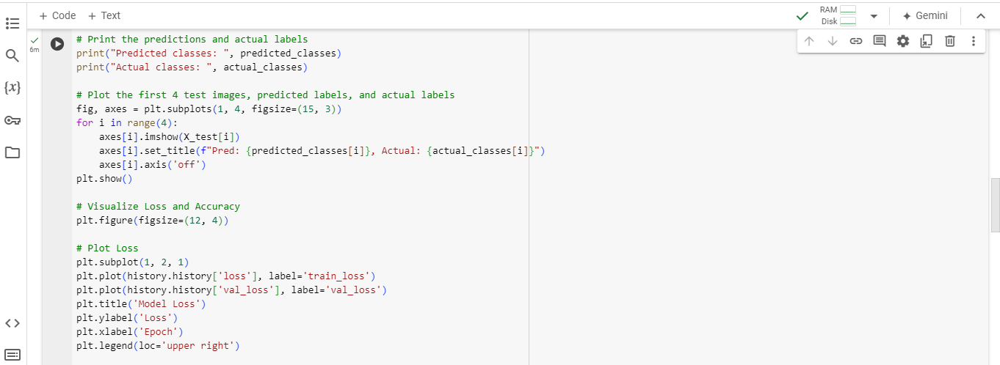 + Code + Text
RAM
Disk
Gemini
6m
# Print the predictions and actual labels
print("Predicted classes: ", predicted_classes)
print("Actual classes: ", actual_classes)
# Plot the first 4 test images, predicted labels, and actual labels
fig, axes = plt.subplots(1, 4, figsize=(15, 3))
for i in range(4):
    axes[i].imshow(X_test[i])
    axes[i].set_title(f"Pred: {predicted_classes[i]}, Actual: {actual_classes[i]}")
    axes[i].axis('off')
plt.show()
# Visualize Loss and Accuracy
plt.figure(figsize=(12, 4))
# Plot Loss
plt.subplot(1, 2, 1)
plt.plot(history.history['loss'], label='train_loss')
plt.plot(history.history['val_loss'], label='val_loss')
plt.title('Model Loss')
plt.ylabel('Loss')
plt.xlabel('Epoch')
plt.legend(loc='upper right')